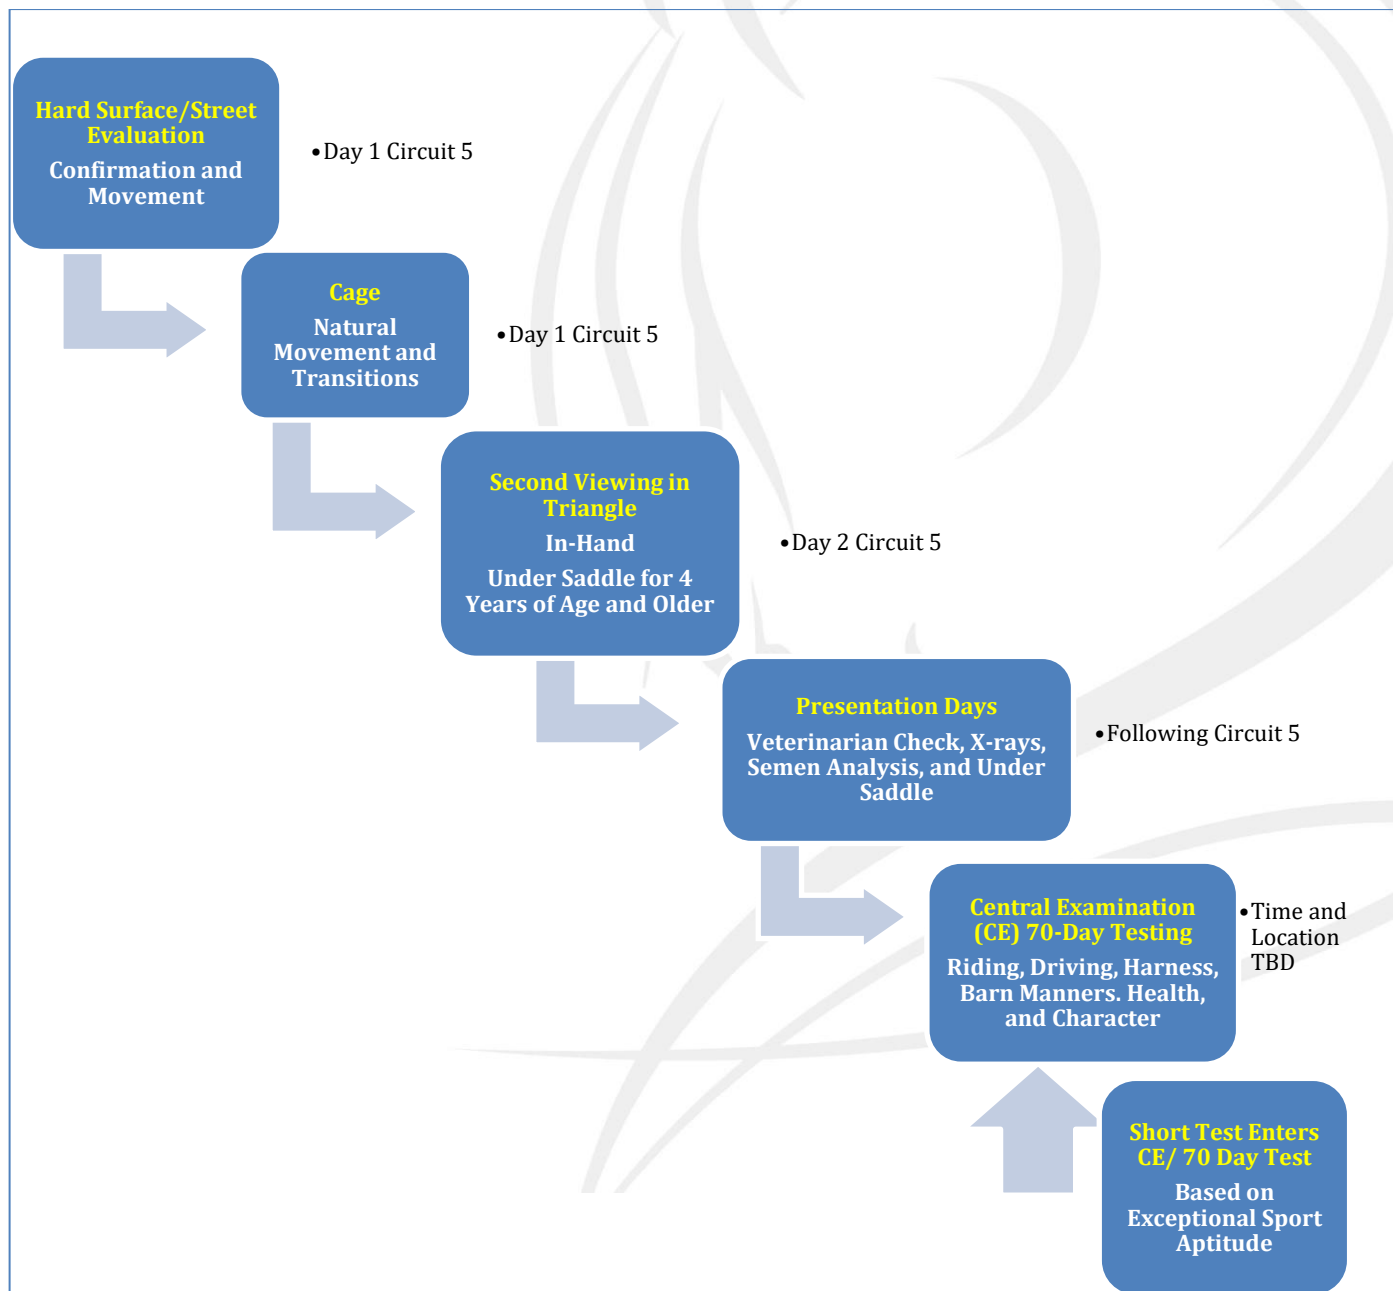 Hard Surface/Street
Evaluation
Confirmation and
Movement
•Day 1 Circuit 5
Cage
Natural
Movement and
Transitions
•Day 1 Circuit 5
Second Viewing in
Triangle
In-Hand
Under Saddle for 4
Years of Age and Older
•Day 2 Circuit 5
Presentation Days
Veterinarian Check, X-rays,
Semen Analysis, and Under
Saddle
•Following Circuit 5
Central Examination
(CE) 70-Day Testing
Riding, Driving, Harness,
Barn Manners. Health,
and Character
•Time and
Location
TBD
Short Test Enters
CE/ 70 Day Test
Based on
Exceptional Sport
Aptitude